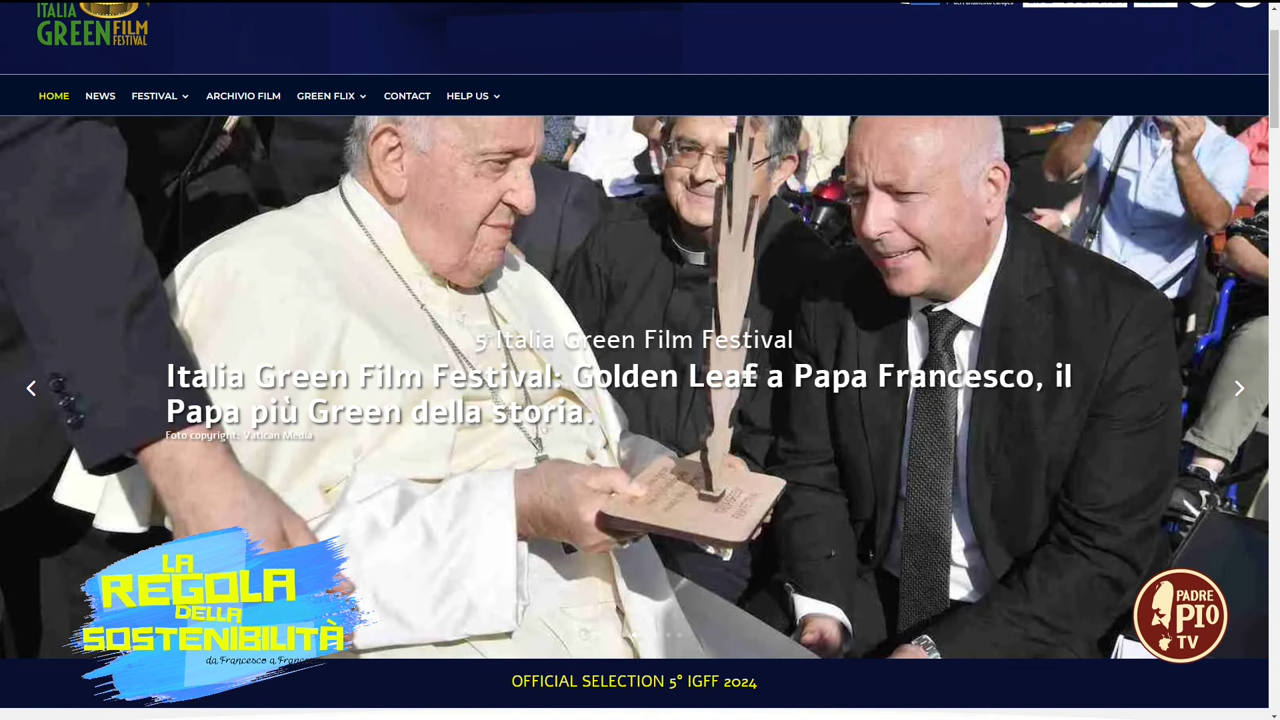 ITALIA
GREEN FILM
FESTIVAL
HOME NEWS FESTIVAL ARCHIVIO FILM GREEN FLIX CONTACT HELP US
5 Italia Green Film Festival
Italia Green Film Festival: Golden Leaf a Papa Francesco, il
Papa più Green della storia.
Foto copyright: Vatican Media
LA
REGOLA
DELLA
SOSTENIBILITÀ
da Francesco a
PADRE
PIO
TV
OFFICIAL SELECTION 5° IGFF 2024